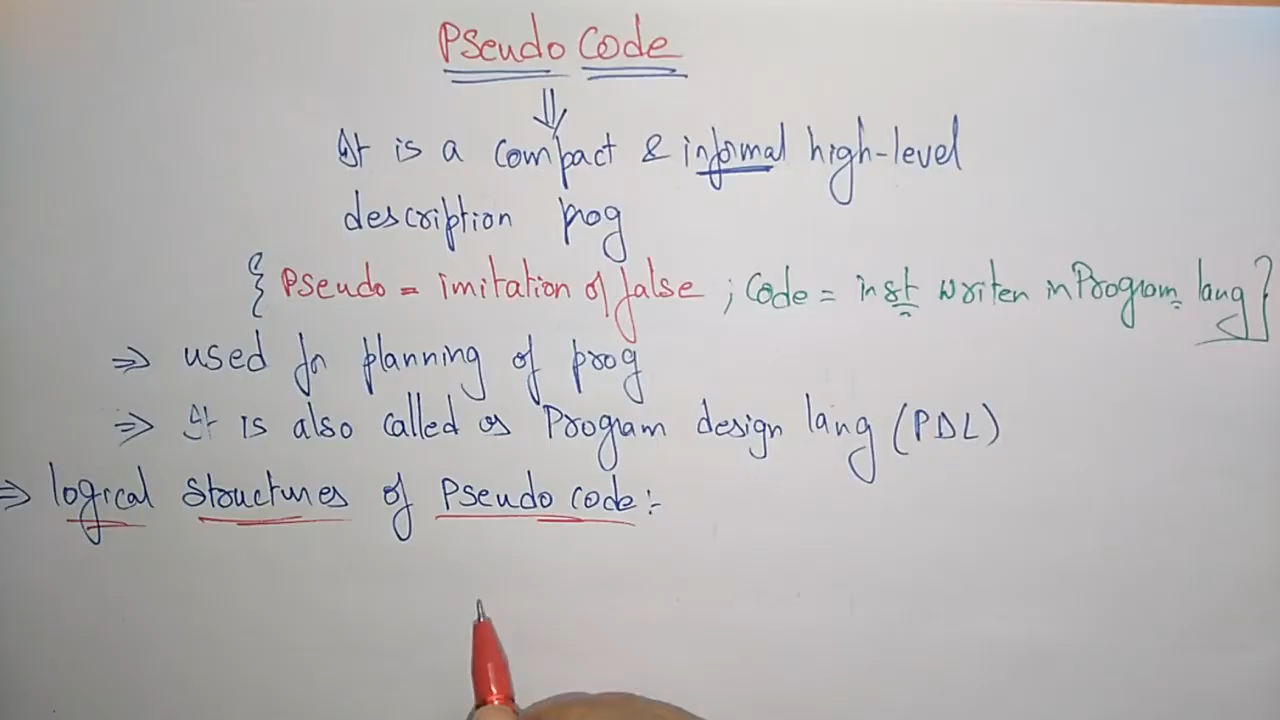 Pseudo Code
It is a compact & informal high-level
description prog
{ Pseudo = imitation of false ; Code = inst writen in Program lang }
⇒ used for planning of prog
⇒ It is also called as Program design lang (PDL)
⇒ logical structures of Pseudo code :-